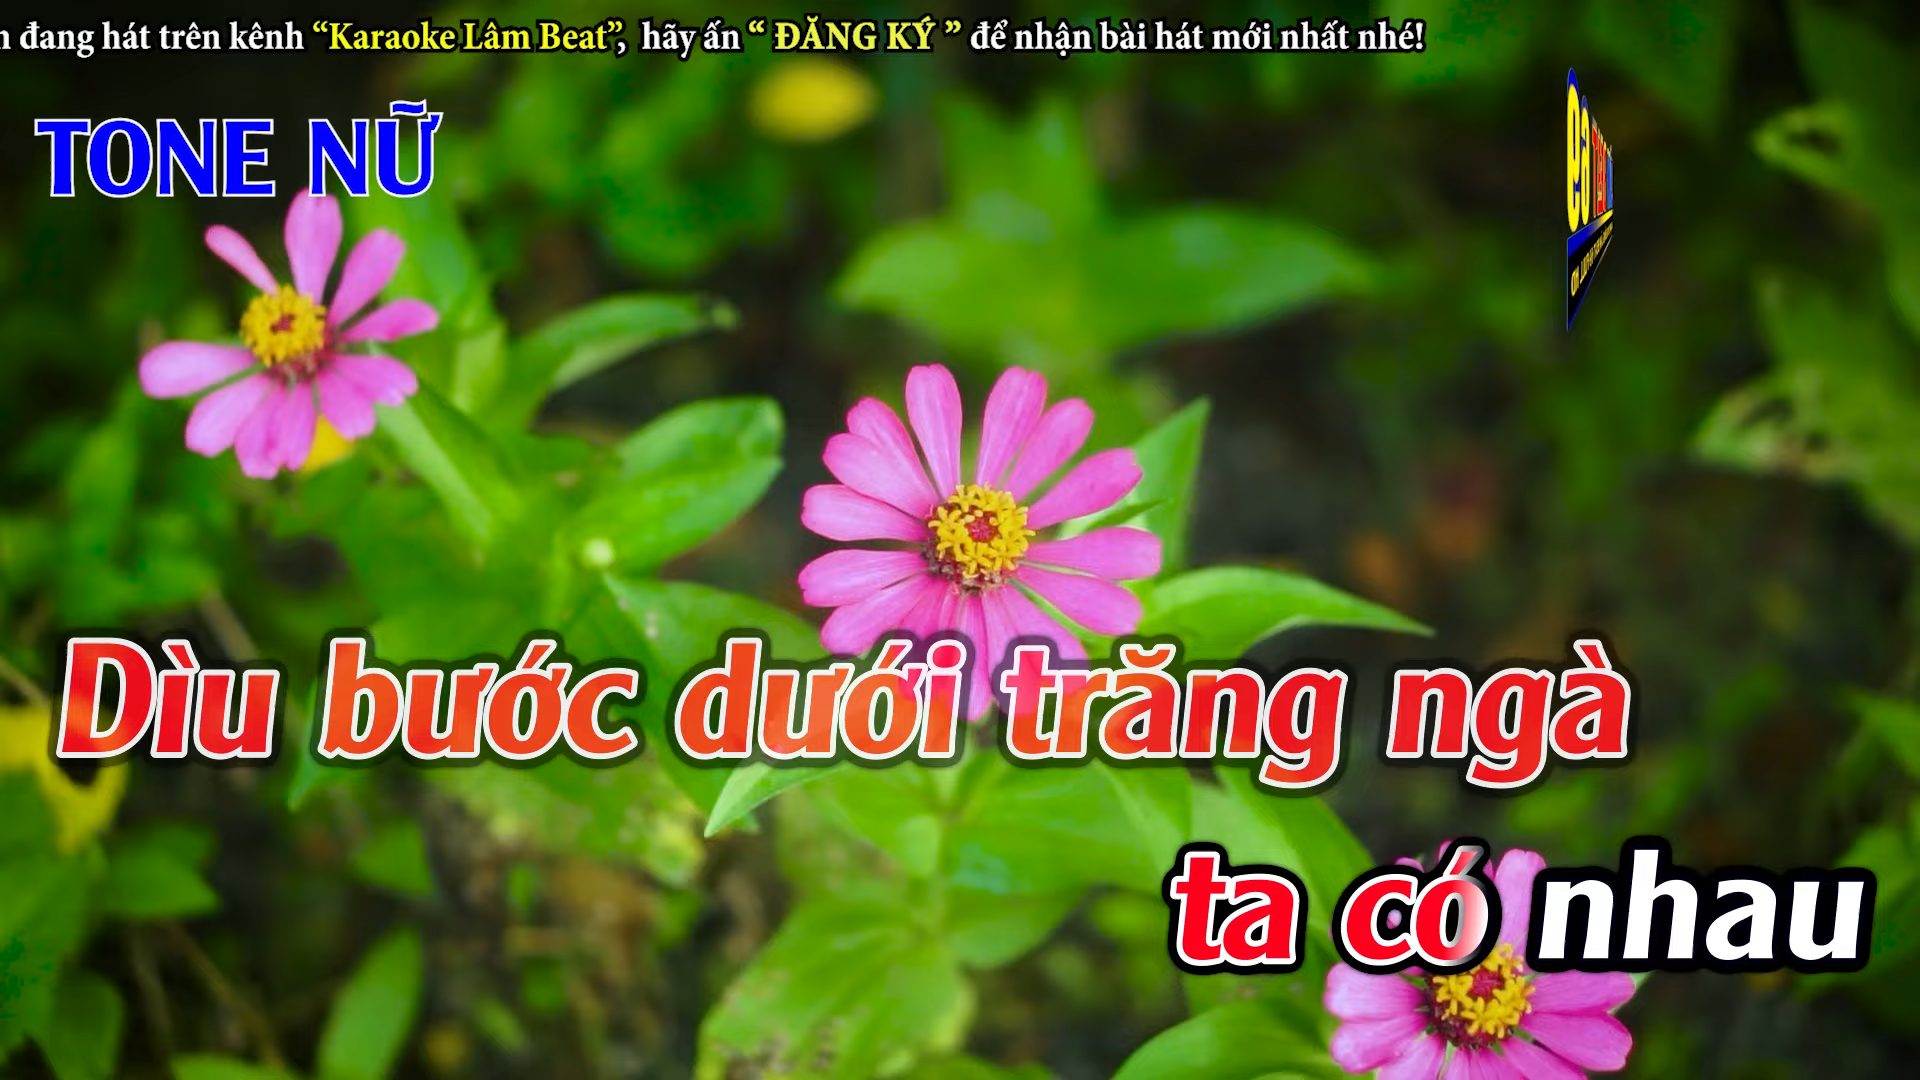 đang hát trên kênh “Karaoke Lâm Beat”, hãy ấn “ ĐĂNG KÝ ” để nhận bài hát mới nhất nhé!
TONE NỮ
Dìu bước dưới trăng ngà
ta có nhau